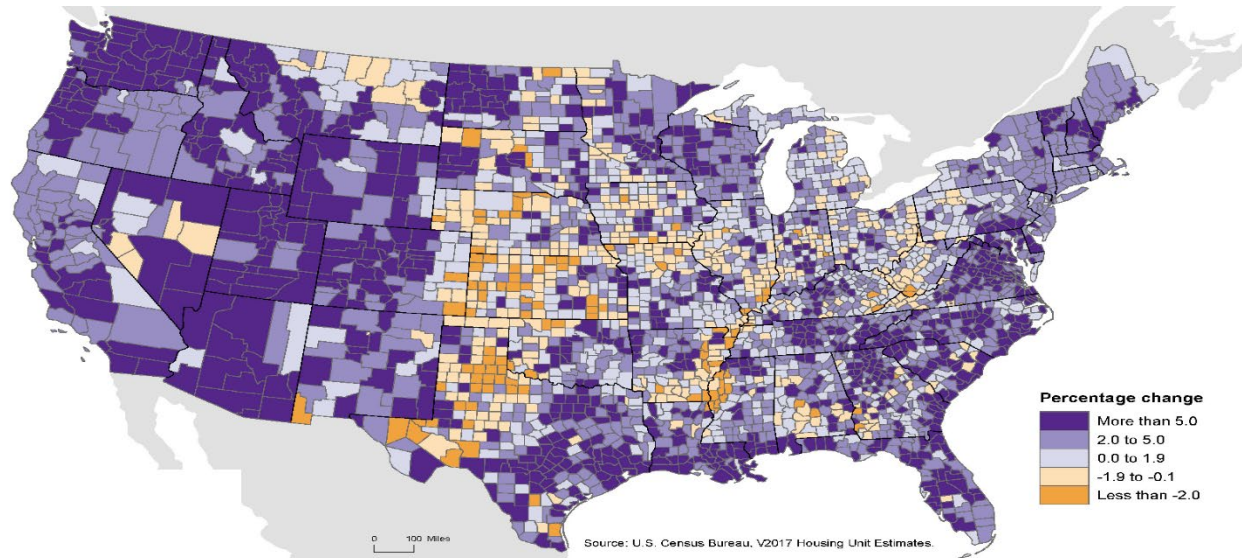 Percentage change
More than 5.0
2.0 to 5.0
0.0 to 1.9
-1.9 to -0.1
Less than -2.0
0 100 Miles
Source: U.S. Census Bureau, V2017 Housing Unit Estimates.